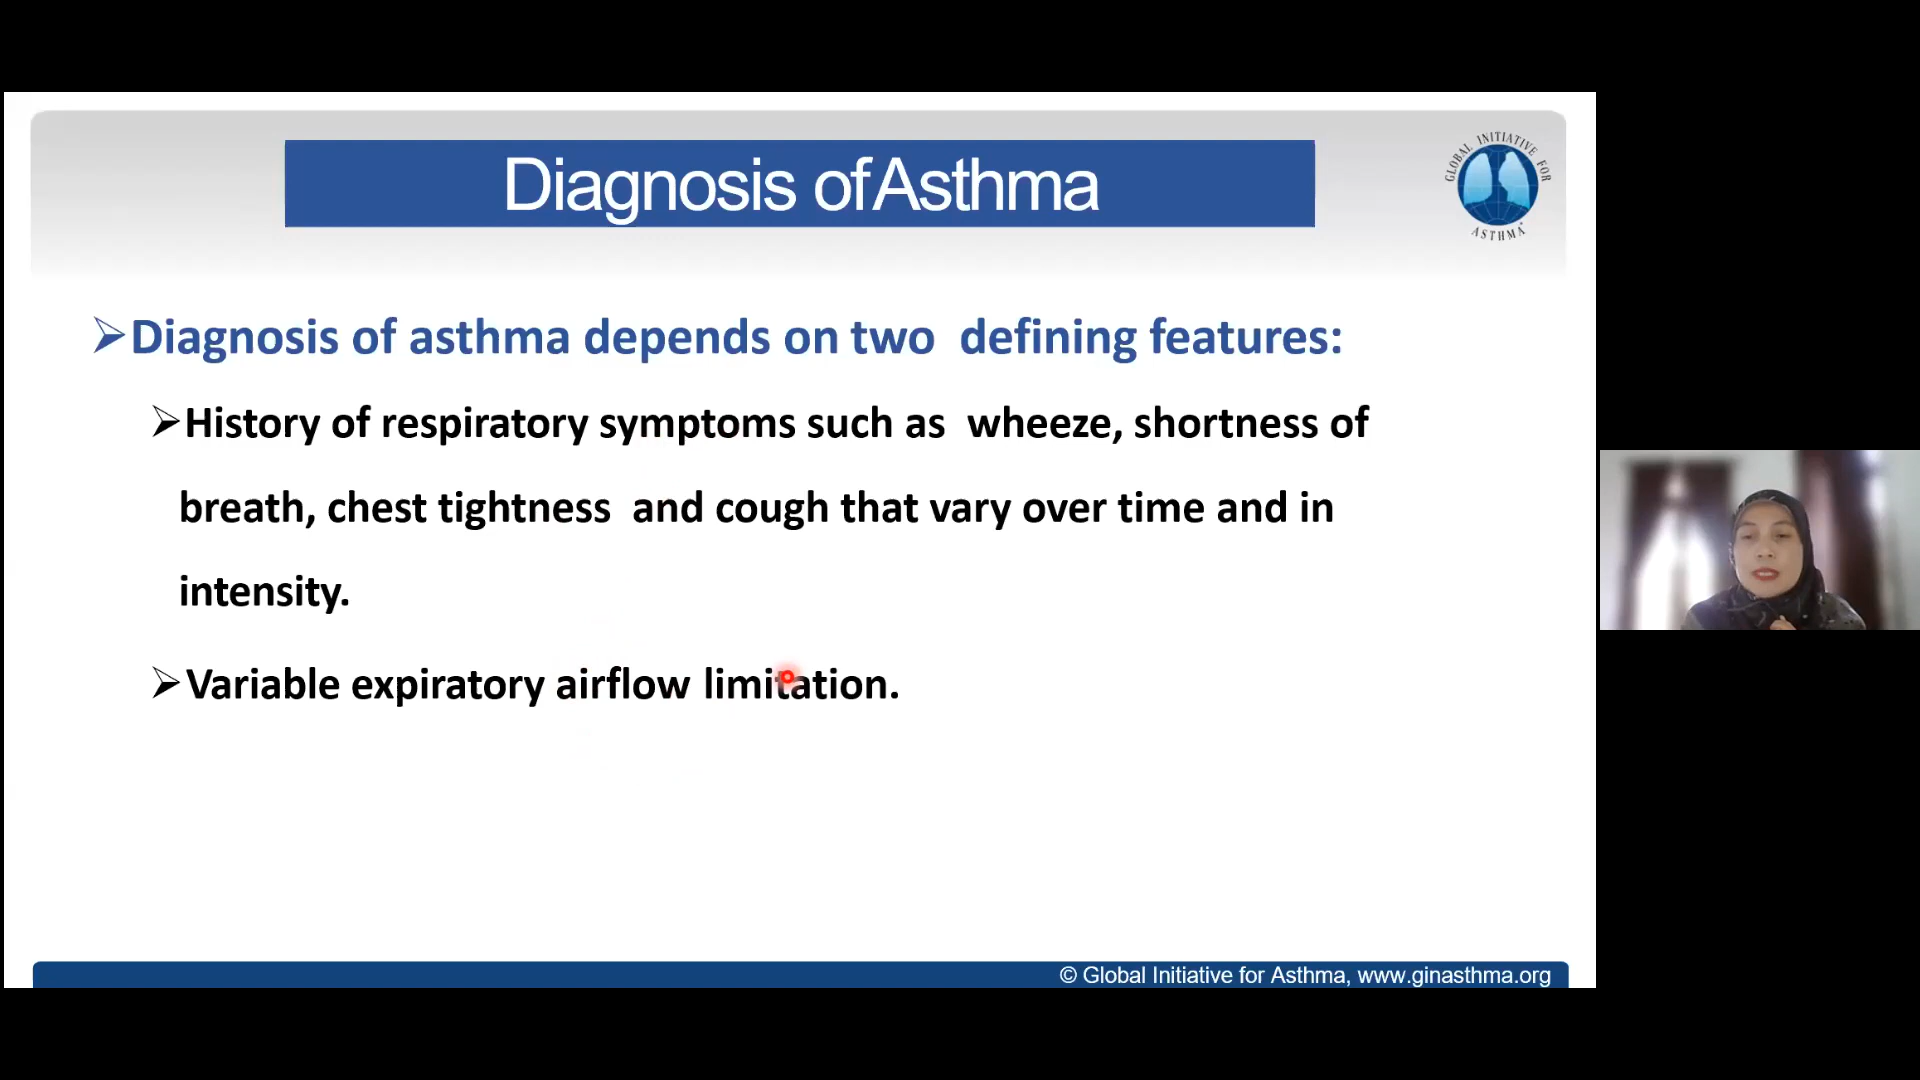 Diagnosis of Asthma
GLOBAL INITIATIVE FOR
ASTHMA
Diagnosis of asthma depends on two defining features:
History of respiratory symptoms such as wheeze, shortness of
breath, chest tightness and cough that vary over time and in
intensity.
Variable expiratory airflow limitation.
© Global Initiative for Asthma, www.ginasthma.org